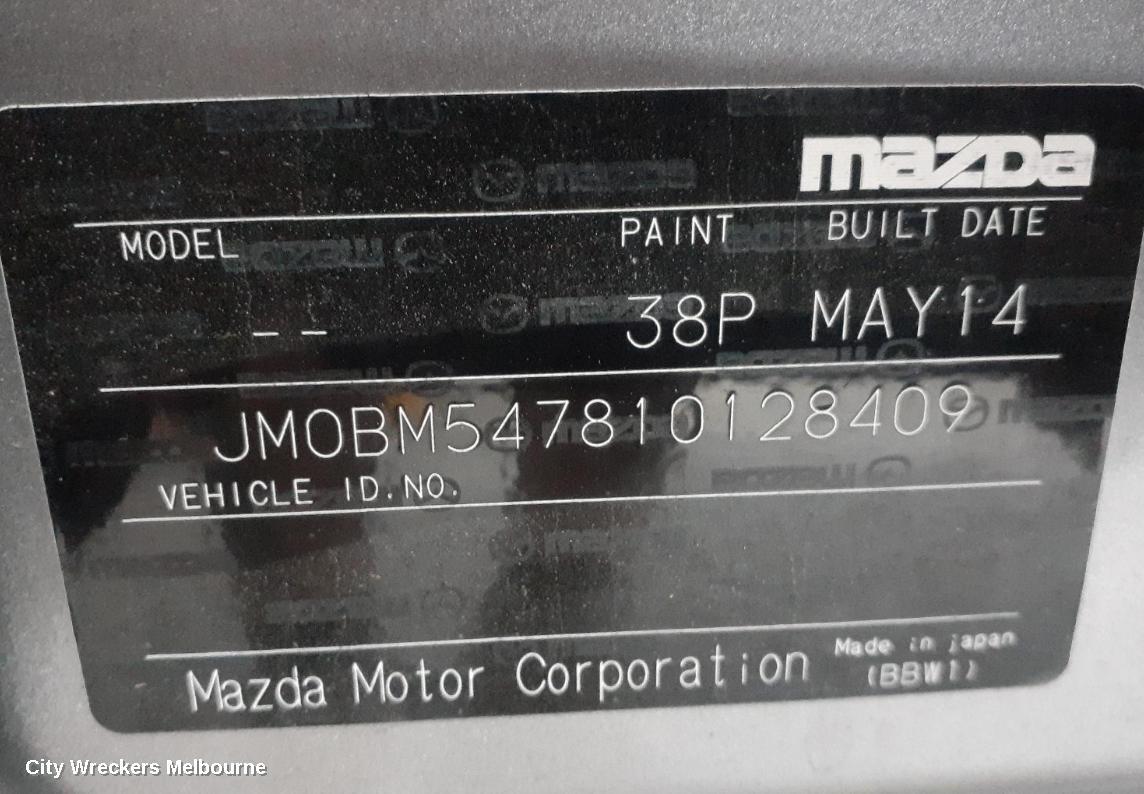 mazda
MODEL PAINT BUILT DATE
-- 38P MAY14
JM0BM547810128409
VEHICLE ID.NO.
Mazda Motor Corporation Made in japan
(BBW1)
City Wreckers Melbourne